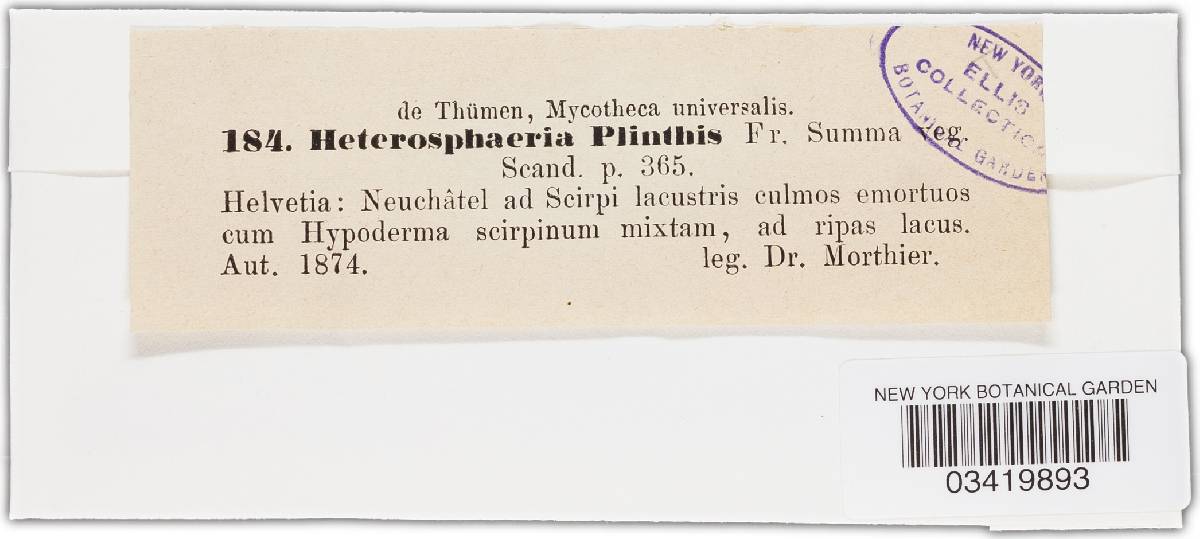 de Thümen, Mycotheca universalis.
184. Heterosphaeria Plinthis Fr. Summa veg.
Scand. p. 365.
Helvetia: Neuchâtel ad Scirpi lacustris culmos emortuos
cum Hypoderma scirpinum mixtam, ad ripas lacus.
Aut. 1874. leg. Dr. Morthier.
NEW YORK
ELLIS
COLLECTION
BOTANICAL GARDEN
NEW YORK BOTANICAL GARDEN
03419893